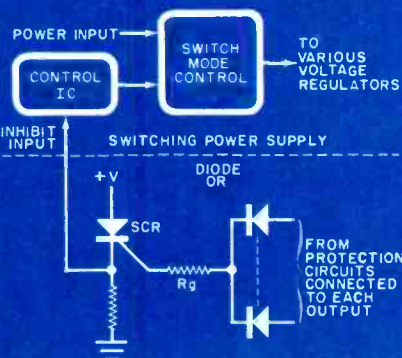 POWER INPUT
SWITCH
MODE
CONTROL
TO
VARIOUS
VOLTAGE
REGULATORS
CONTROL
IC
INHIBIT
INPUT
SWITCHING POWER SUPPLY
DIODE
OR
+V
SCR
Rg
FROM
PROTECTION
CIRCUITS
CONNECTED
TO EACH
OUTPUT